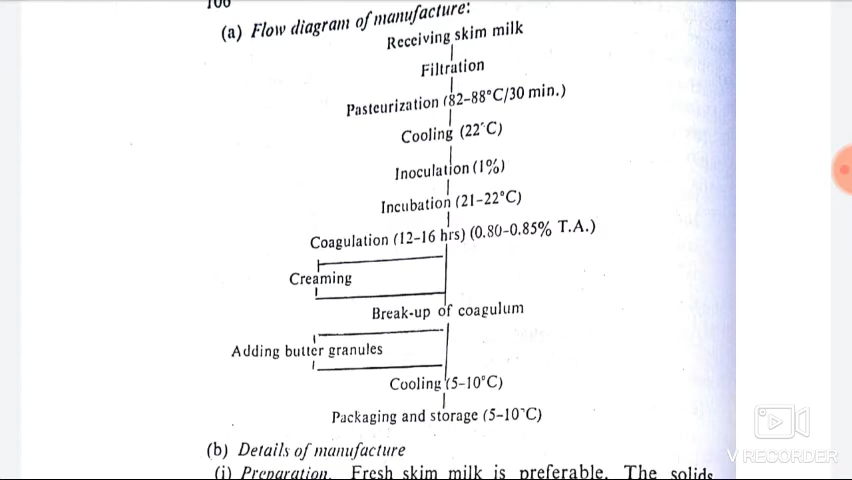 100
(a) Flow diagram of manufacture:
Receiving skim milk
Filtration
Pasteurization (82–88°C/30 min.)
Cooling (22°C)
Inoculation (1%)
Incubation (21–22°C)
Coagulation (12–16 hrs) (0.80–0.85% T.A.)
Creaming
Break-up of coagulum
Adding butter granules
Cooling (5–10°C)
Packaging and storage (5–10°C)
(b) Details of manufacture
(i) Preparation. Fresh skim milk is preferable. The solids
V RECORDER